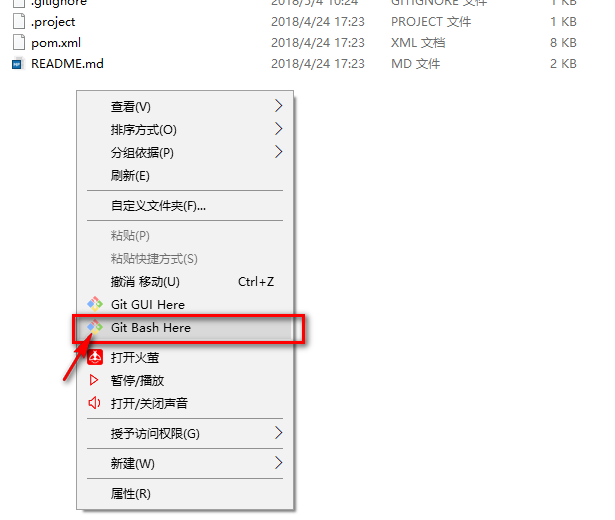 .gitignore 2018/5/4 10:24 GITIGNORE 文件 1 KB
.project 2018/4/24 17:23 PROJECT 文件 1 KB
pom.xml 2018/4/24 17:23 XML 文档 8 KB
README.md 2018/4/24 17:23 MD 文件 2 KB
查看(V)
排序方式(O)
分组依据(P)
刷新(E)
自定义文件夹(F)...
粘贴(P)
粘贴快捷方式(S)
撤消 移动(U) Ctrl+Z
Git GUI Here
Git Bash Here
打开火萤
暂停/播放
打开/关闭声音
授予访问权限(G)
新建(W)
属性(R)